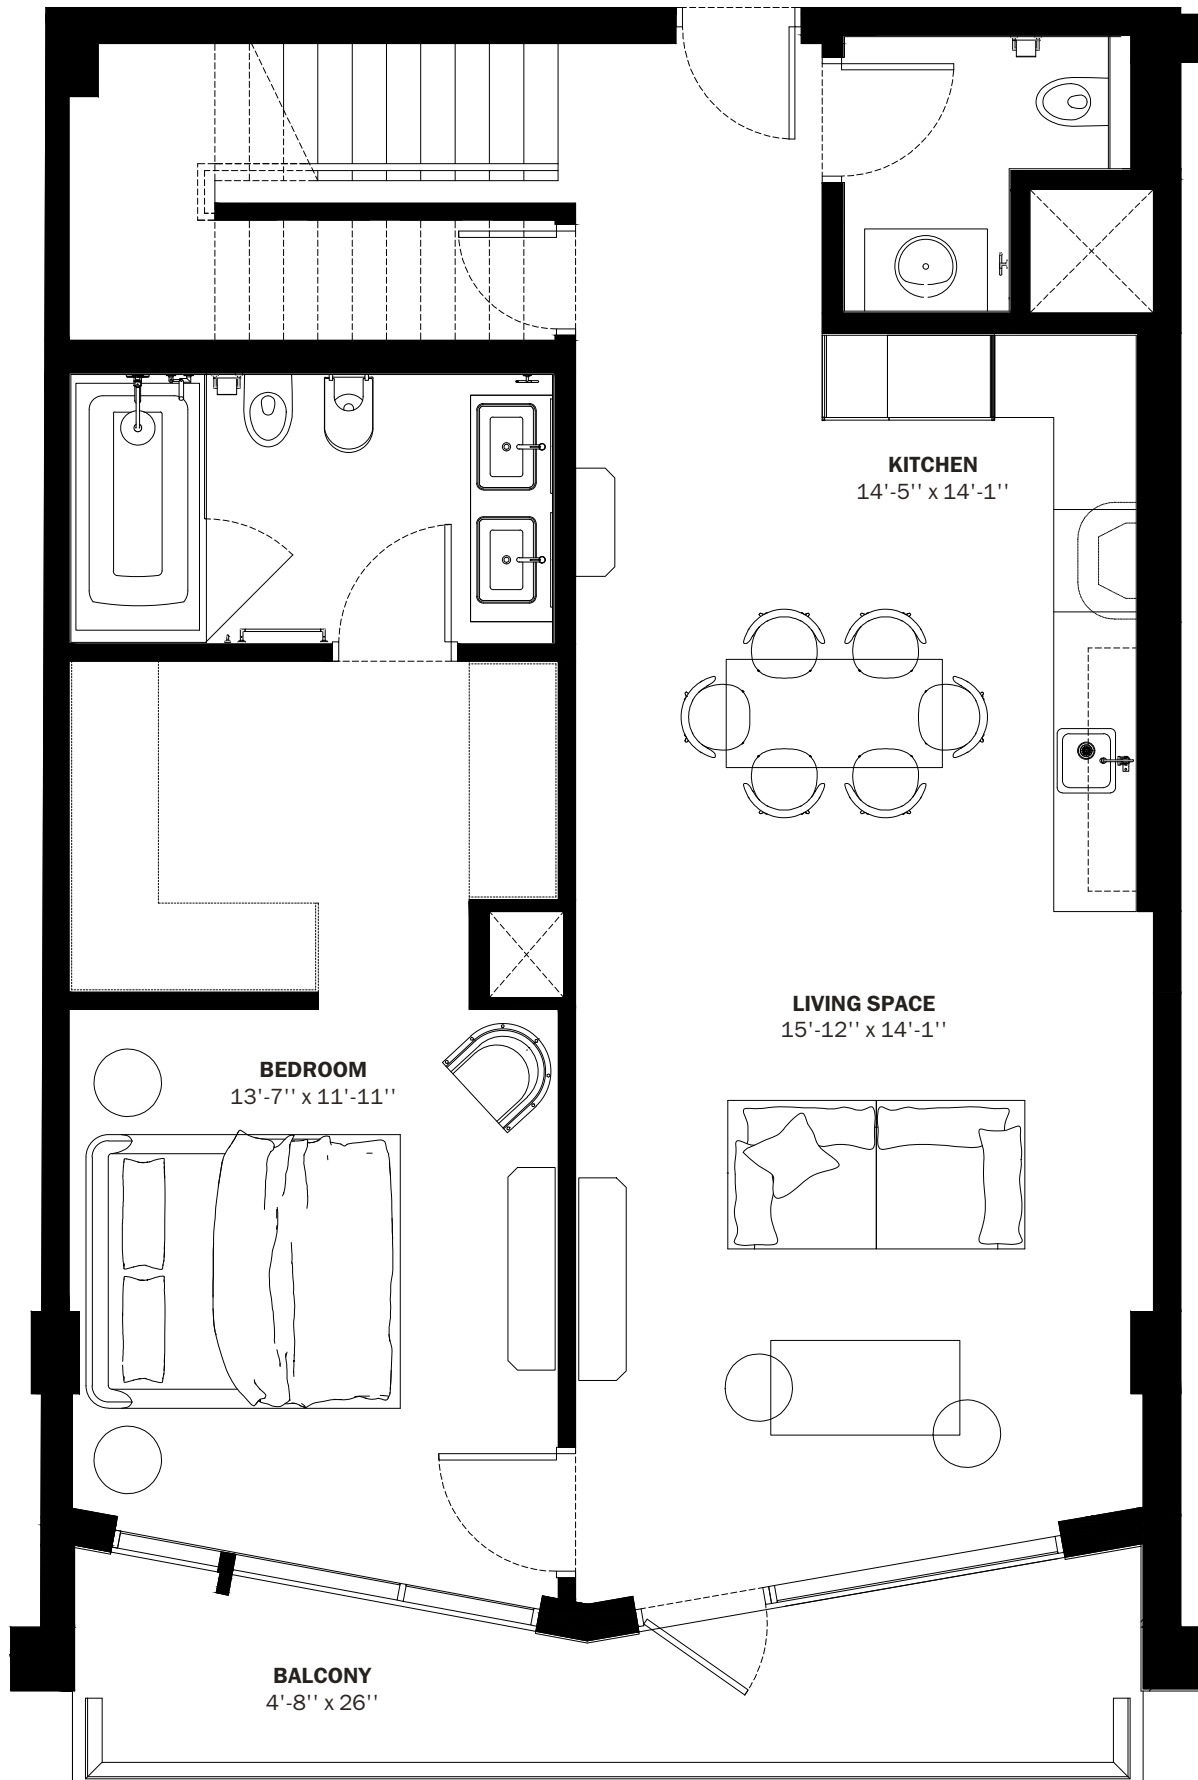 KITCHEN
14'-5'' x 14'-1''
LIVING SPACE
15'-12'' x 14'-1''
BEDROOM
13'-7'' x 11'-11''
BALCONY
4'-8'' x 26''